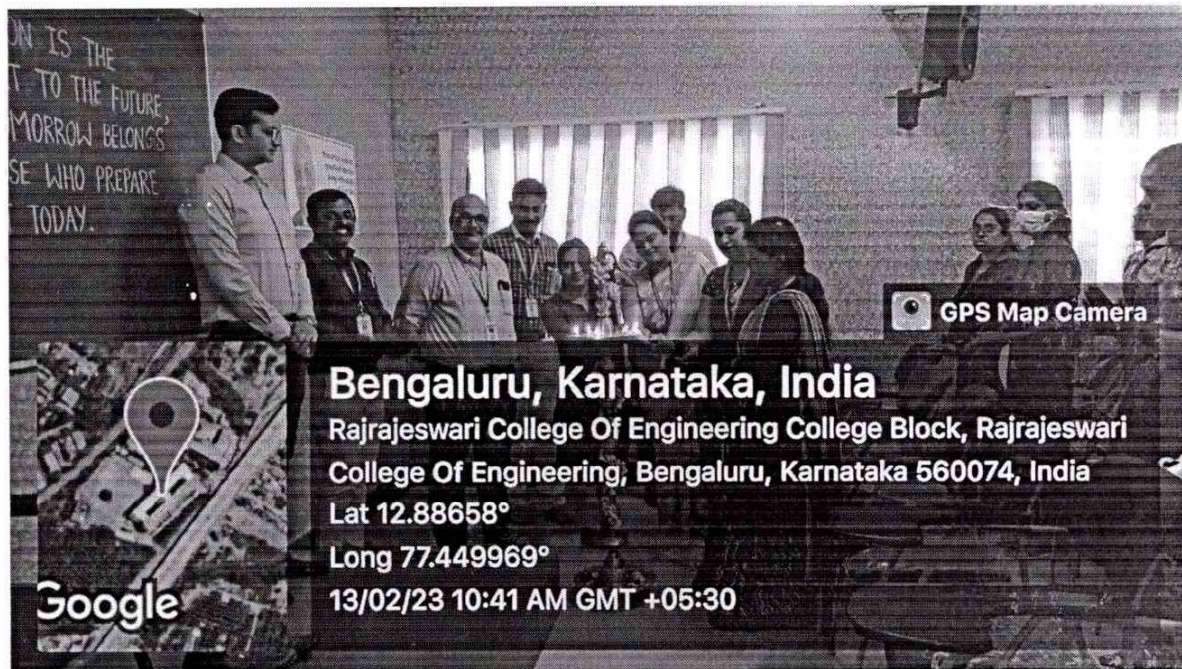 ON IS THE
T TO THE FUTURE,
MORROW BELONGS
SE WHO PREPARE
TODAY.
GPS Map Camera
Bengaluru, Karnataka, India
Rajrajeswari College Of Engineering College Block, Rajrajeswari
College Of Engineering, Bengaluru, Karnataka 560074, India
Lat 12.88658°
Long 77.449969°
13/02/23 10:41 AM GMT +05:30
Google